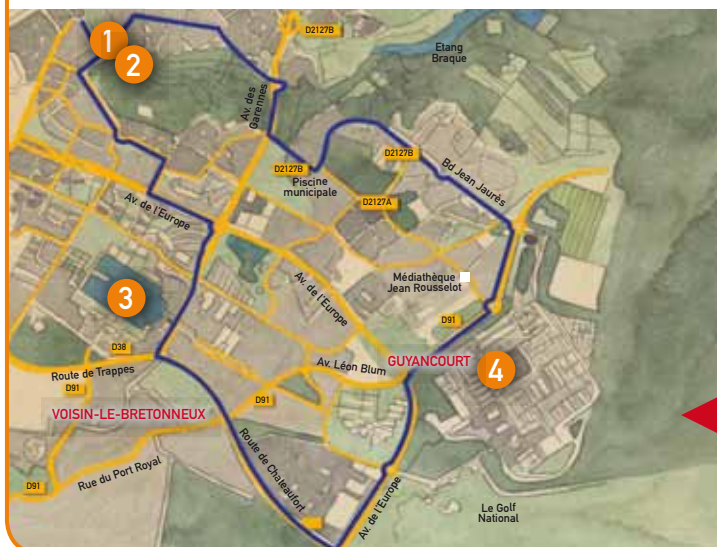 D2127B
1
2
Etang
Braque
Av. des
Garennes
D2127B
D2127B
Bd Jean Jaurès
Piscine
municipale
D2127A
Av. de l'Europe
Médiathèque
Jean Rousselot
3
Av. de l'Europe
D91
D38
Route de Trappes
Av. Léon Blum
GUYANCOURT
4
D91
VOISIN-LE-BRETONNEUX
D91
Rue du Port Royal
Route de Chateaufort
D91
Av. de l'Europe
Le Golf
National